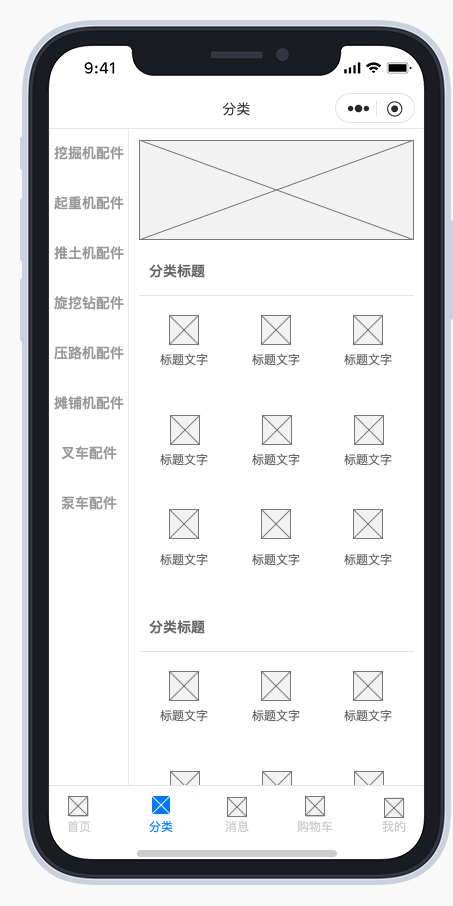 9:41
分类
挖掘机配件
起重机配件
推土机配件
旋挖钻配件
压路机配件
摊铺机配件
叉车配件
泵车配件
分类标题
标题文字 标题文字 标题文字
标题文字 标题文字 标题文字
标题文字 标题文字 标题文字
分类标题
标题文字 标题文字 标题文字
首页 分类 消息 购物车 我的